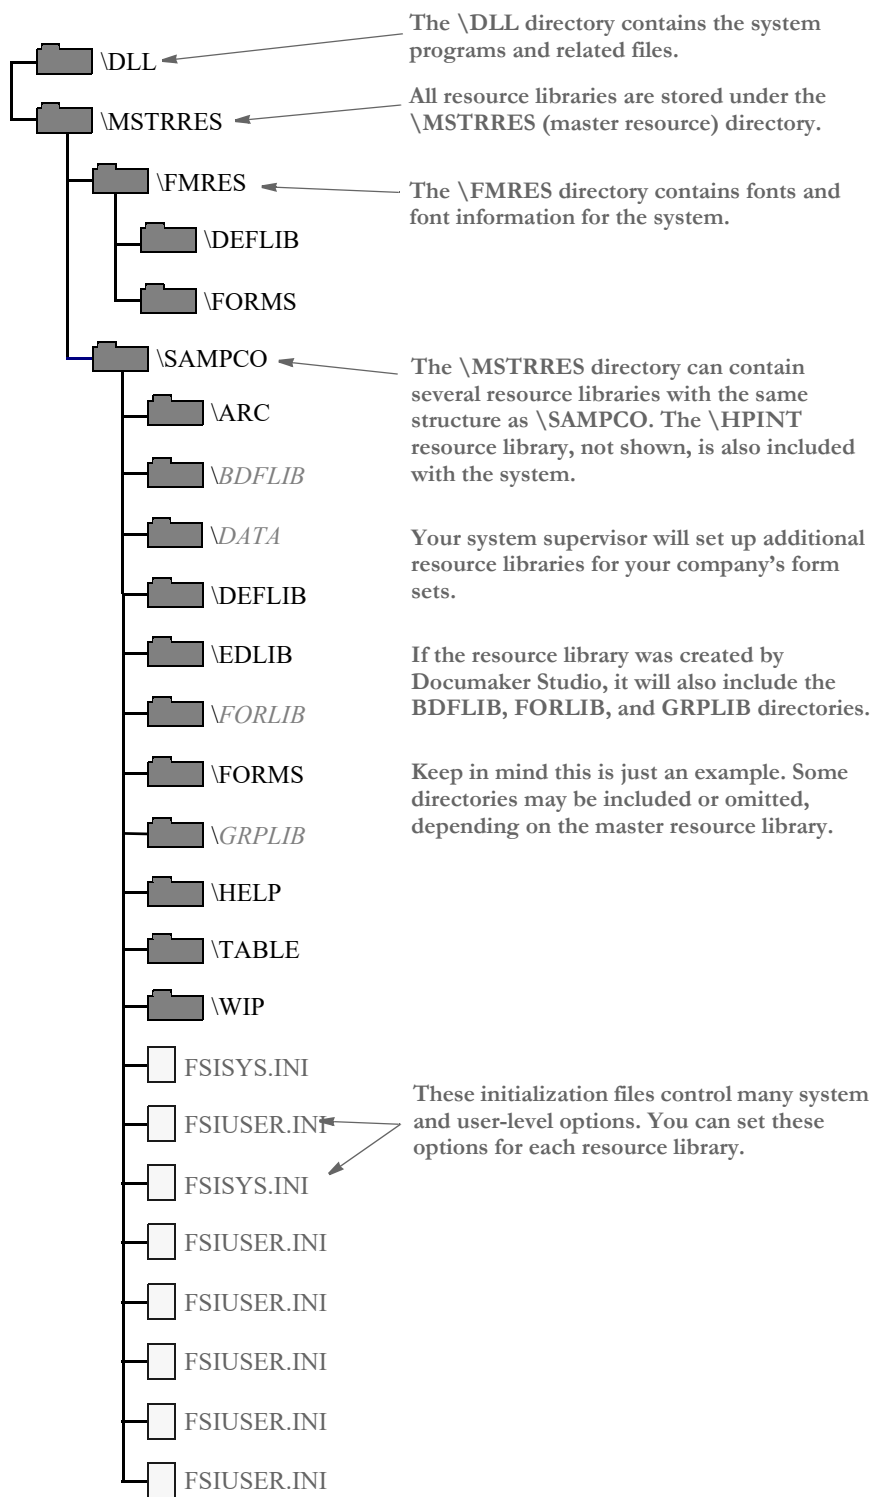 The \DLL directory contains the system
programs and related files.
\DLL
All resource libraries are stored under the
\MSTRRES (master resource) directory.
\MSTRRES
\FMRES
The \FMRES directory contains fonts and
font information for the system.
\DEFLIB
\FORMS
\SAMPCO
The \MSTRRES directory can contain
several resource libraries with the same
structure as \SAMPCO. The \HPINT
resource library, not shown, is also included
with the system.
\ARC
\BDFLIB
\DATA
Your system supervisor will set up additional
resource libraries for your company’s form
sets.
\DEFLIB
\EDLIB
If the resource library was created by
Documaker Studio, it will also include the
BDFLIB, FORLIB, and GRPLIB directories.
\FORLIB
\FORMS
Keep in mind this is just an example. Some
directories may be included or omitted,
depending on the master resource library.
\GRPLIB
\HELP
\TABLE
\WIP
FSISYS.INI
These initialization files control many system
and user-level options. You can set these
options for each resource library.
FSIUSER.INI
FSISYS.INI
FSIUSER.INI
FSIUSER.INI
FSIUSER.INI
FSIUSER.INI
FSIUSER.INI